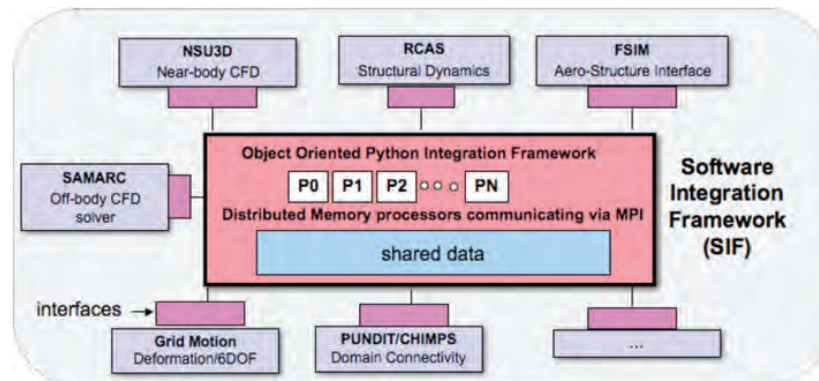 NSU3D
Near-body CFD
RCAS
Structural Dynamics
FSIM
Aero-Structure Interface
SAMARC
Off-body CFD
solver
Object Oriented Python Integration Framework
P0 P1 P2 PN
Distributed Memory processors communicating via MPI
shared data
Software
Integration
Framework
(SIF)
interfaces
Grid Motion
Deformation/6DOF
PUNDIT/CHIMPS
Domain Connectivity
...